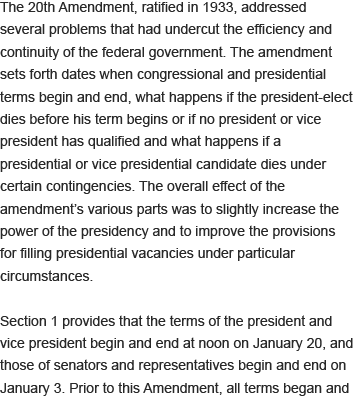 The 20th Amendment, ratified in 1933, addressed
several problems that had undercut the efficiency and
continuity of the federal government. The amendment
sets forth dates when congressional and presidential
terms begin and end, what happens if the president-elect
dies before his term begins or if no president or vice
president has qualified and what happens if a
presidential or vice presidential candidate dies under
certain contingencies. The overall effect of the
amendment’s various parts was to slightly increase the
power of the presidency and to improve the provisions
for filling presidential vacancies under particular
circumstances.

Section 1 provides that the terms of the president and
vice president begin and end at noon on January 20, and
those of senators and representatives begin and end on
January 3. Prior to this Amendment, all terms began and